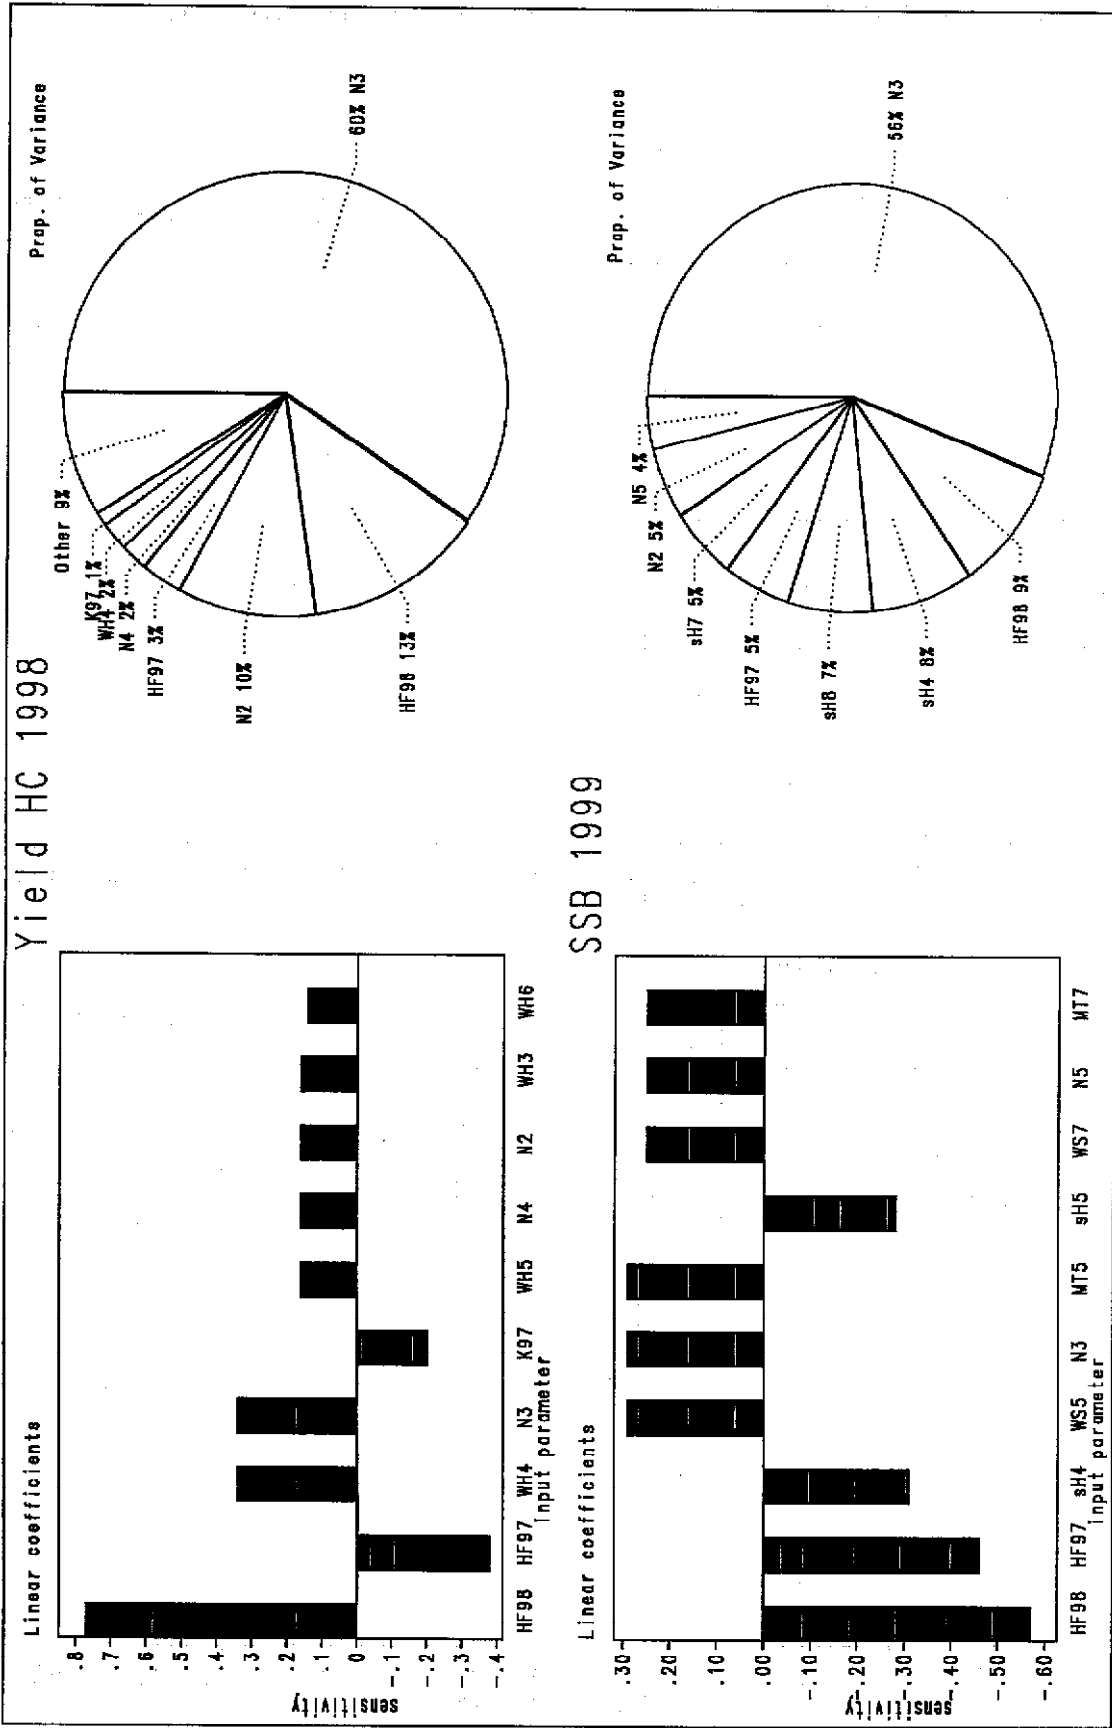 Yield HC 1998
Linear coefficients
.8
.7
.6
.5
.4
.3
.2
.1
0
-.1
-.2
-.3
-.4
sensitivity
HF98 HF97 WH4 N3 K97 WH5 N4 N2 WH3 WH6
Input parameter
Prop. of Variance
60% N3
Other 9%
K97 1%
WH4 2%
N4 2%
HF97 3%
N2 10%
HF98 13%
SSB 1999
Linear coefficients
.30
.20
.10
.00
-.10
-.20
-.30
-.40
-.50
-.60
sensitivity
HF98 HF97 sH4 WS5 N3 MT5 sH5 WS7 N5 MT7
Input parameter
Prop. of Variance
56% N3
N5 4%
N2 5%
sH7 5%
HF97 5%
sH8 7%
sH4 8%
HF98 9%